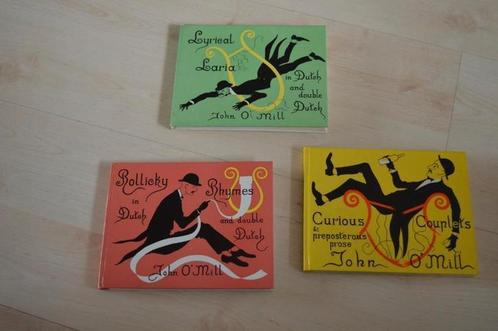 Lyrical
Laria
in Dutch
and
double
Dutch
John O'Mill
Rollicky Rhymes
in and double
Dutch Dutch
John O'Mill
Curious Couplets
& preposterous
prose
John O'Mill